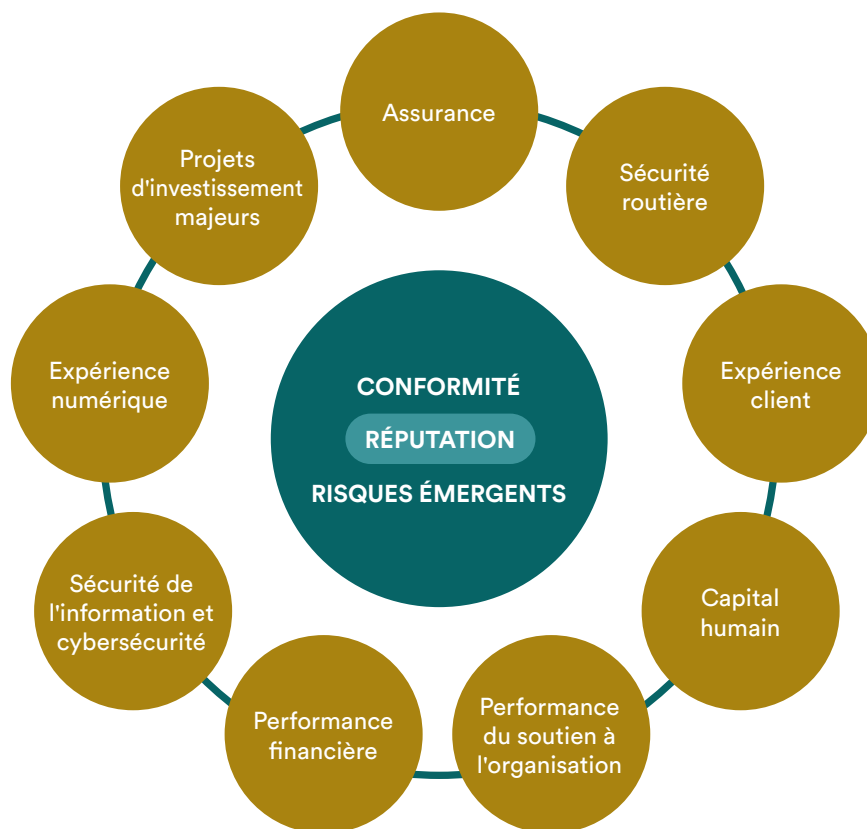 Assurance
Sécurité
routière
Expérience
client
Capital
humain
Performance
du soutien à
l'organisation
Performance
financière
Sécurité de
l'information et
cybersécurité
Expérience
numérique
Projets
d'investissement
majeurs
CONFORMITÉ
RÉPUTATION
RISQUES ÉMERGENTS